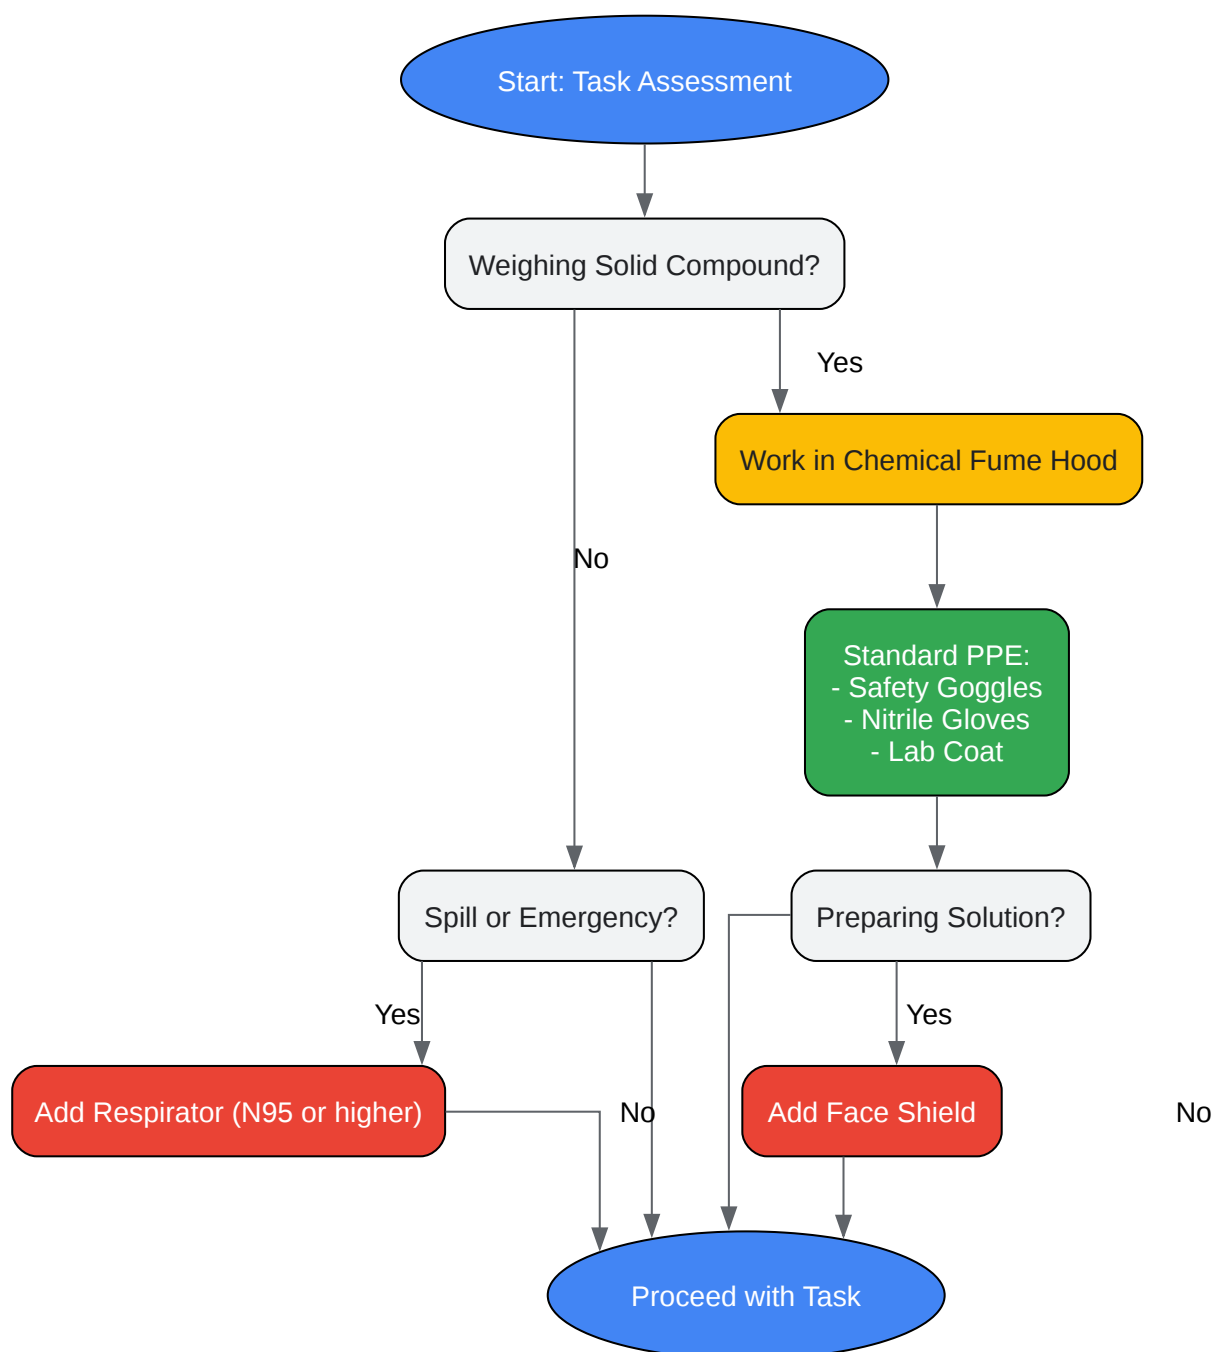 Start: Task Assessment
Weighing Solid Compound?
Yes
Work in Chemical Fume Hood
No
Standard PPE:
- Safety Goggles
- Nitrile Gloves
- Lab Coat
Spill or Emergency?
Preparing Solution?
Yes
Yes
Add Respirator (N95 or higher)
No
Add Face Shield
No
Proceed with Task